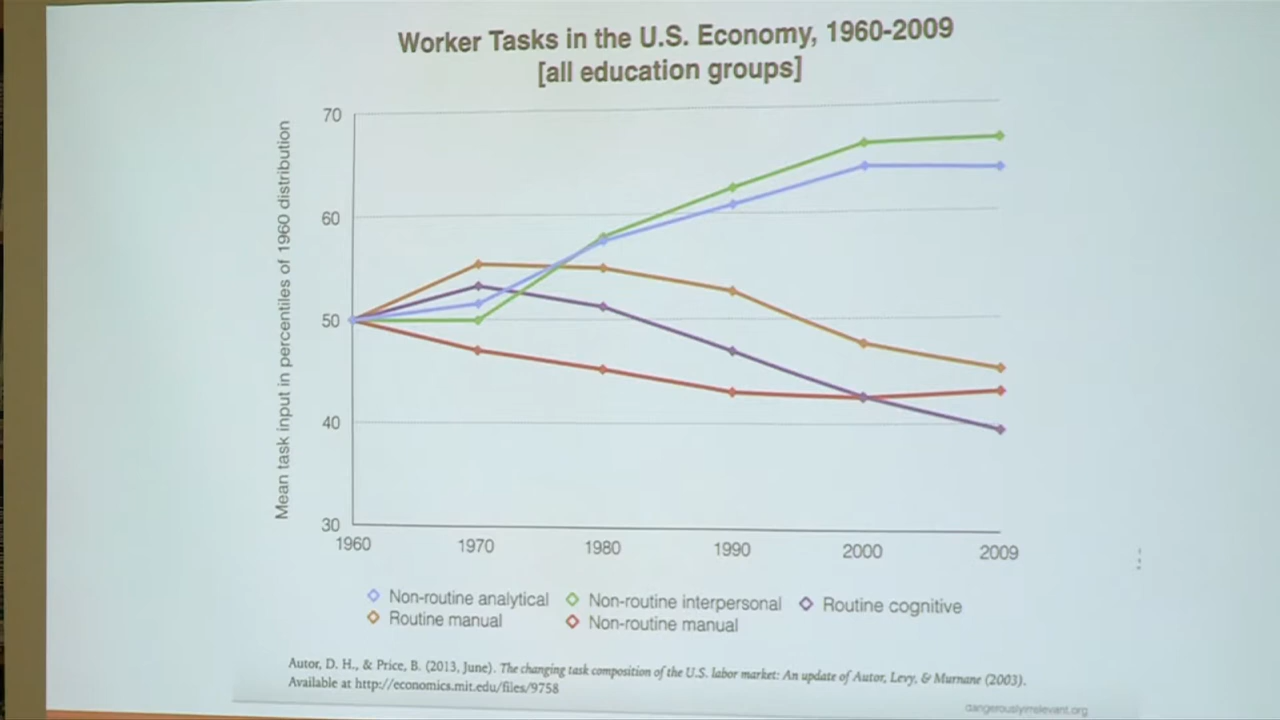 Worker Tasks in the U.S. Economy, 1960-2009
[all education groups]
Mean task input in percentiles of 1960 distribution
70
60
50
40
30
1960 1970 1980 1990 2000 2009
Non-routine analytical Non-routine interpersonal Routine cognitive
Routine manual Non-routine manual
Autor, D. H., & Price, B. (2013, June). The changing task composition of the U.S. labor market: An update of Autor, Levy, & Murnane (2003).
Available at http://economics.mit.edu/files/9758
dangerouslyirrelevant.org